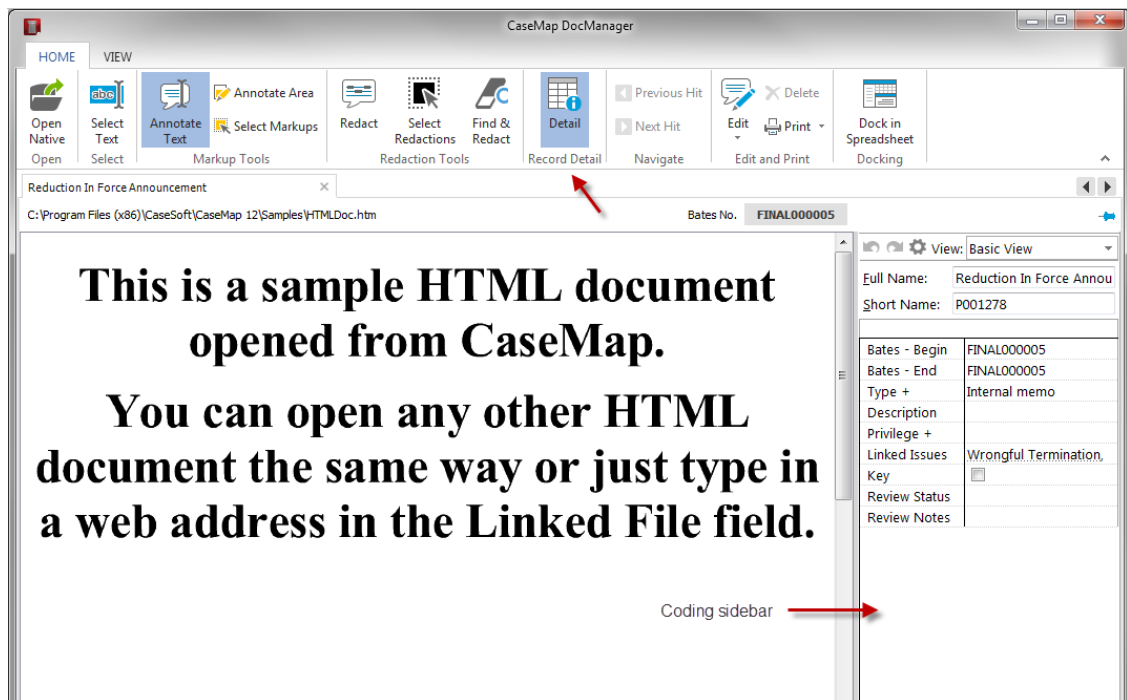 CaseMap DocManager
HOME VIEW
Open Native
Select Text
Annotate Text
Annotate Area
Select Markups
Redact
Select Redactions
Find & Redact
Detail
Previous Hit
Next Hit
Edit
Delete
Print
Dock in Spreadsheet
Open Select Markup Tools Redaction Tools Record Detail Navigate Edit and Print Docking
Reduction In Force Announcement
C:\Program Files (x86)\CaseSoft\CaseMap 12\Samples\HTMLDoc.htm Bates No. FINAL000005
This is a sample HTML document
opened from CaseMap.
You can open any other HTML
document the same way or just type in
a web address in the Linked File field.
Coding sidebar
View: Basic View
Full Name: Reduction In Force Annou
Short Name: P001278
Bates - Begin FINAL000005
Bates - End FINAL000005
Type + Internal memo
Description
Privilege +
Linked Issues Wrongful Termination,
Key
Review Status
Review Notes